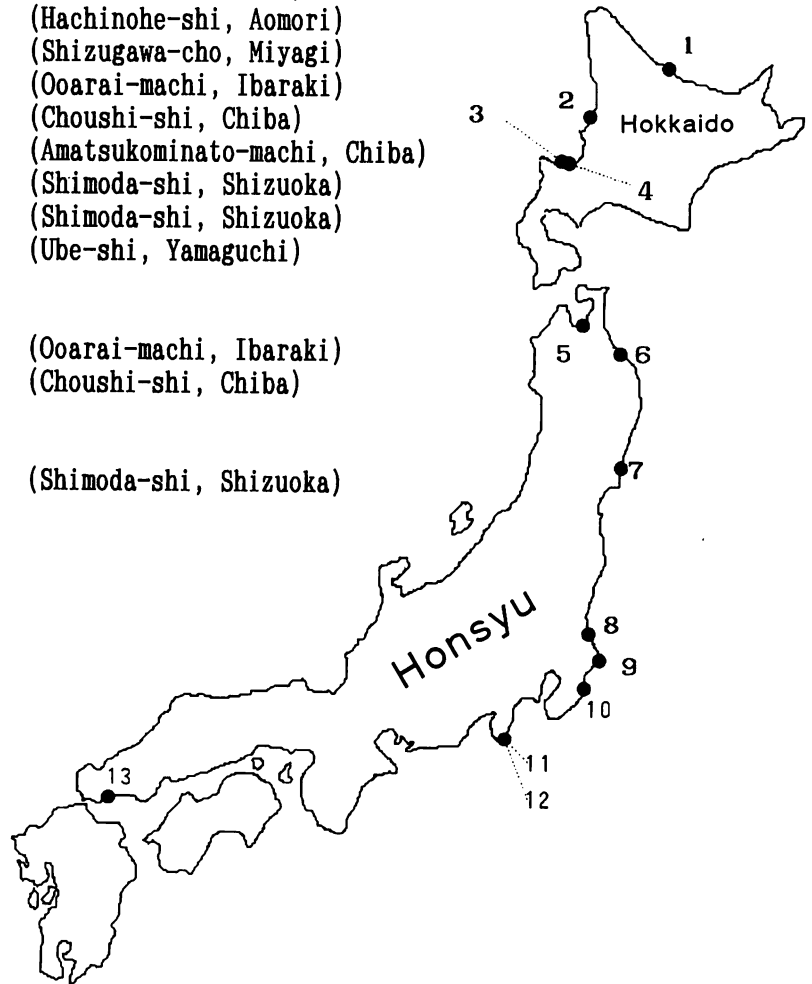 (Hachinohe-shi, Aomori)
(Shizugawa-cho, Miyagi)
(Ooarai-machi, Ibaraki)
(Choushi-shi, Chiba)
(Amatsukominato-machi, Chiba)
(Shimoda-shi, Shizuoka)
(Shimoda-shi, Shizuoka)
(Ube-shi, Yamaguchi)
(Ooarai-machi, Ibaraki)
(Choushi-shi, Chiba)
(Shimoda-shi, Shizuoka)
1
2
3
Hokkaido
4
5
6
7
Honsyu
8
9
10
11
12
13